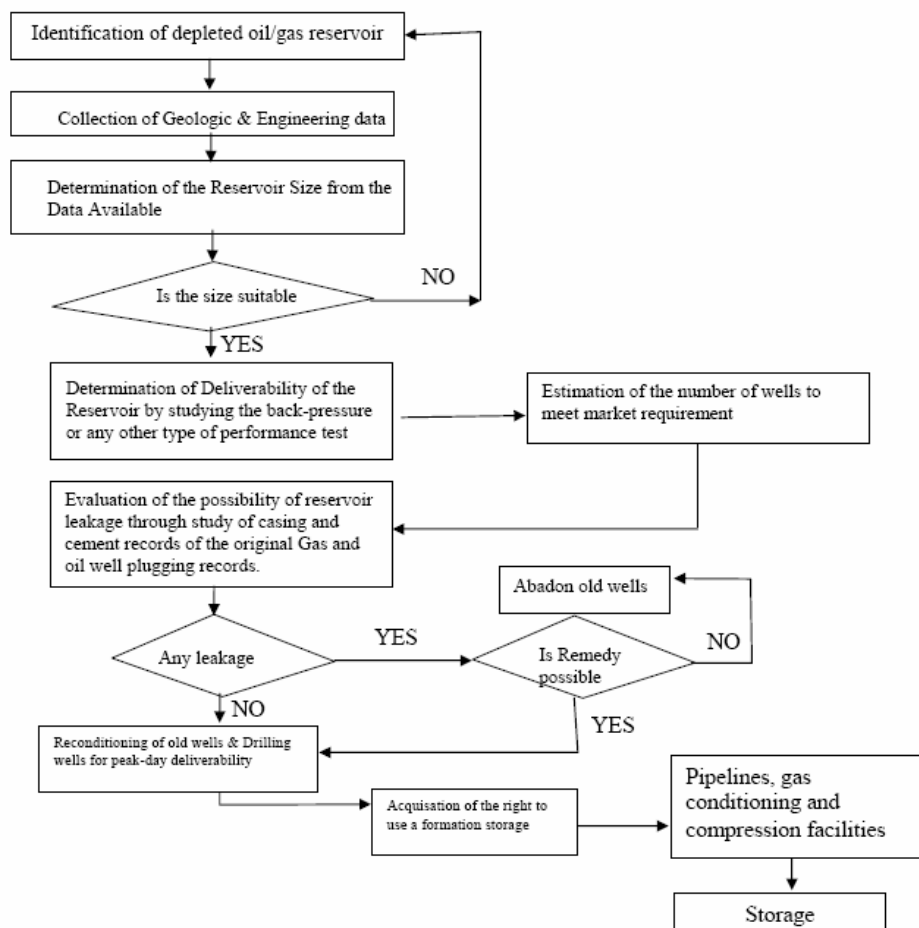 Identification of depleted oil/gas reservoir
Collection of Geologic & Engineering data
Determination of the Reservoir Size from the
Data Available
Is the size suitable
NO
YES
Determination of Deliverability of the
Reservoir by studying the back-pressure
or any other type of performance test
Estimation of the number of wells to
meet market requirement
Evaluation of the possibility of reservoir
leakage through study of casing and
cement records of the original Gas and
oil well plugging records.
Abadon old wells
Any leakage
YES
Is Remedy
possible
NO
NO
YES
Reconditioning of old wells & Drilling
wells for peak-day deliverability
Acquisation of the right to
use a formation storage
Pipelines, gas
conditioning and
compression facilities
Storage